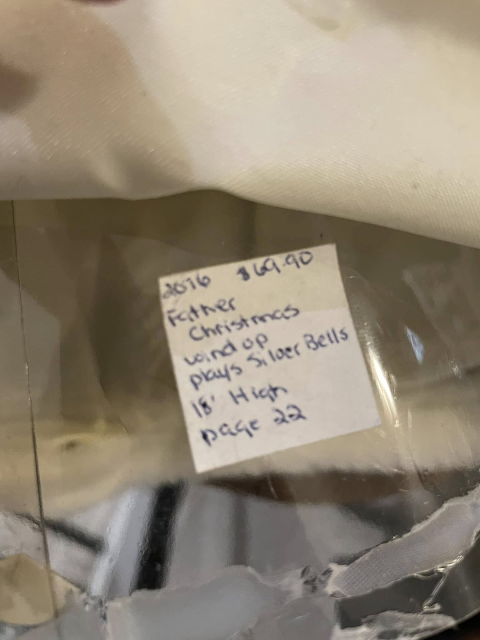 2076 $69.90
Father
Christmas
wind up
plays Silver Bells
18' High
page 22